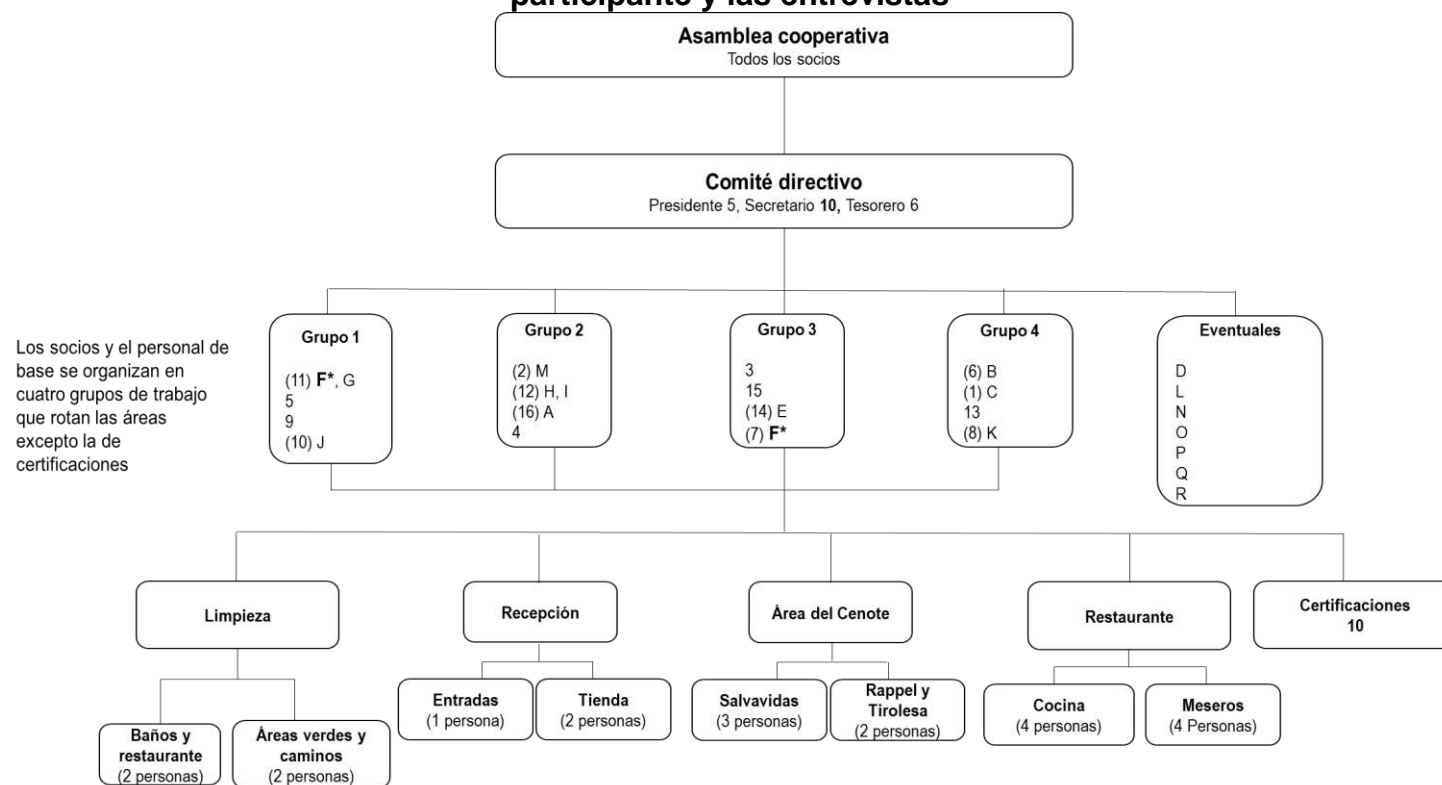 participante y las entrevistas
Asamblea cooperativa
Todos los socios
Comité directivo
Presidente 5, Secretario 10, Tesorero 6
Los socios y el personal de
base se organizan en
cuatro grupos de trabajo
que rotan las áreas
excepto la de
certificaciones
Grupo 1
(11) F*, G
5
9
(10) J
Grupo 2
(2) M
(12) H, I
(16) A
4
Grupo 3
3
15
(14) E
(7) F*
Grupo 4
(6) B
(1) C
13
(8) K
Eventuales
D
L
N
O
P
Q
R
Limpieza
Recepción
Área del Cenote
Restaurante
Certificaciones
10
Baños y
restaurante
(2 personas)
Áreas verdes y
caminos
(2 personas)
Entradas
(1 persona)
Tienda
(2 personas)
Salvavidas
(3 personas)
Rappel y
Tirolesa
(2 personas)
Cocina
(4 personas)
Meseros
(4 Personas)